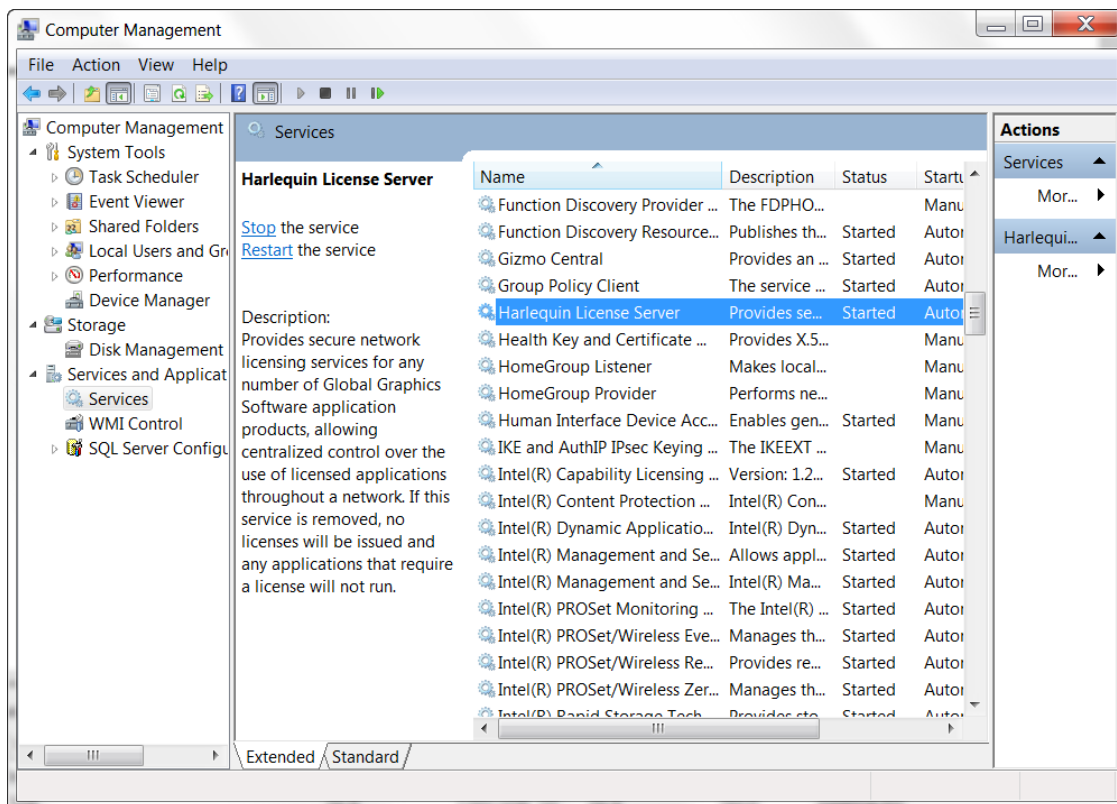 Computer Management
File Action View Help
Computer Management
System Tools
Task Scheduler
Event Viewer
Shared Folders
Local Users and Gr
Performance
Device Manager
Storage
Disk Management
Services and Applicat
Services
WMI Control
SQL Server Configu
Services
Harlequin License Server
Stop the service
Restart the service
Description:
Provides secure network
licensing services for any
number of Global Graphics
Software application
products, allowing
centralized control over the
use of licensed applications
throughout a network. If this
service is removed, no
licenses will be issued and
any applications that require
a license will not run.
Name Description Status Startu
Function Discovery Provider ... The FDPHO... Manu
Function Discovery Resource... Publishes th... Started Autor
Gizmo Central Provides an ... Started Autor
Group Policy Client The service ... Started Autor
Harlequin License Server Provides se... Started Autor
Health Key and Certificate ... Provides X.5... Manu
HomeGroup Listener Makes local... Manu
HomeGroup Provider Performs ne... Manu
Human Interface Device Acc... Enables gen... Started Autor
IKE and AuthIP IPsec Keying ... The IKEEXT ... Manu
Intel(R) Capability Licensing ... Version: 1.2... Started Manu
Intel(R) Content Protection ... Intel(R) Con... Manu
Intel(R) Dynamic Applicatio... Intel(R) Dyn... Started Autor
Intel(R) Management and Se... Allows appl... Started Autor
Intel(R) Management and Se... Intel(R) Ma... Started Autor
Intel(R) PROSet Monitoring ... The Intel(R) ... Started Autor
Intel(R) PROSet/Wireless Eve... Manages th... Started Autor
Intel(R) PROSet/Wireless Re... Provides re... Started Autor
Intel(R) PROSet/Wireless Zer... Manages th... Started Autor
Intel(R) Rapid Storage Tech... Provides sto... Started Autor
Extended Standard
Actions
Services
Mor...
Harlequi...
Mor...